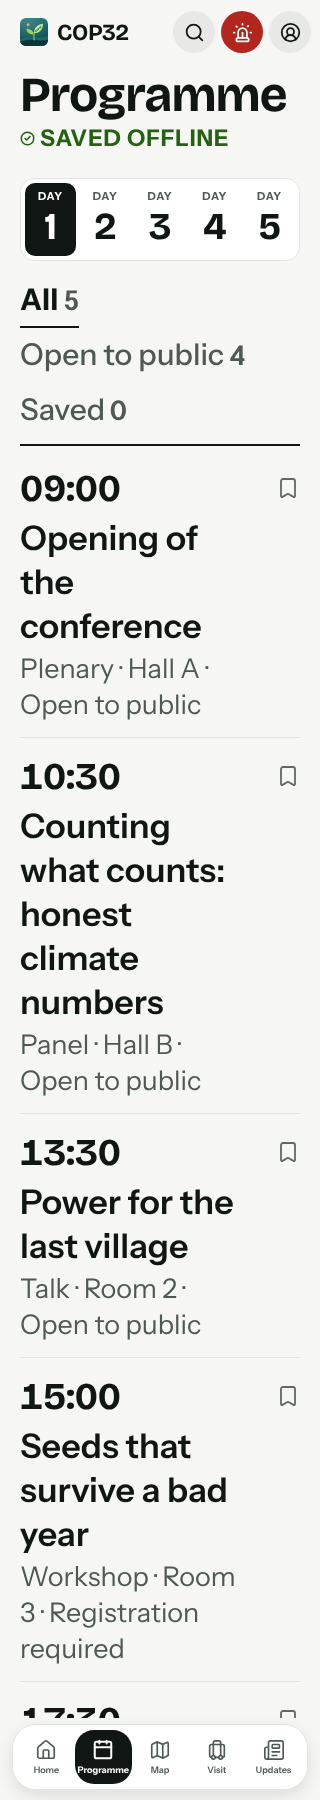 COP32
Programme
SAVED OFFLINE
DAY DAY DAY DAY DAY
1 2 3 4 5
All 5
Open to public 4
Saved 0
09:00
Opening of
the
conference
Plenary · Hall A ·
Open to public
10:30
Counting
what counts:
honest
climate
numbers
Panel · Hall B ·
Open to public
13:30
Power for the
last village
Talk · Room 2 ·
Open to public
15:00
Seeds that
survive a bad
year
Workshop · Room
3 · Registration
required
Home Programme Map Visit Updates